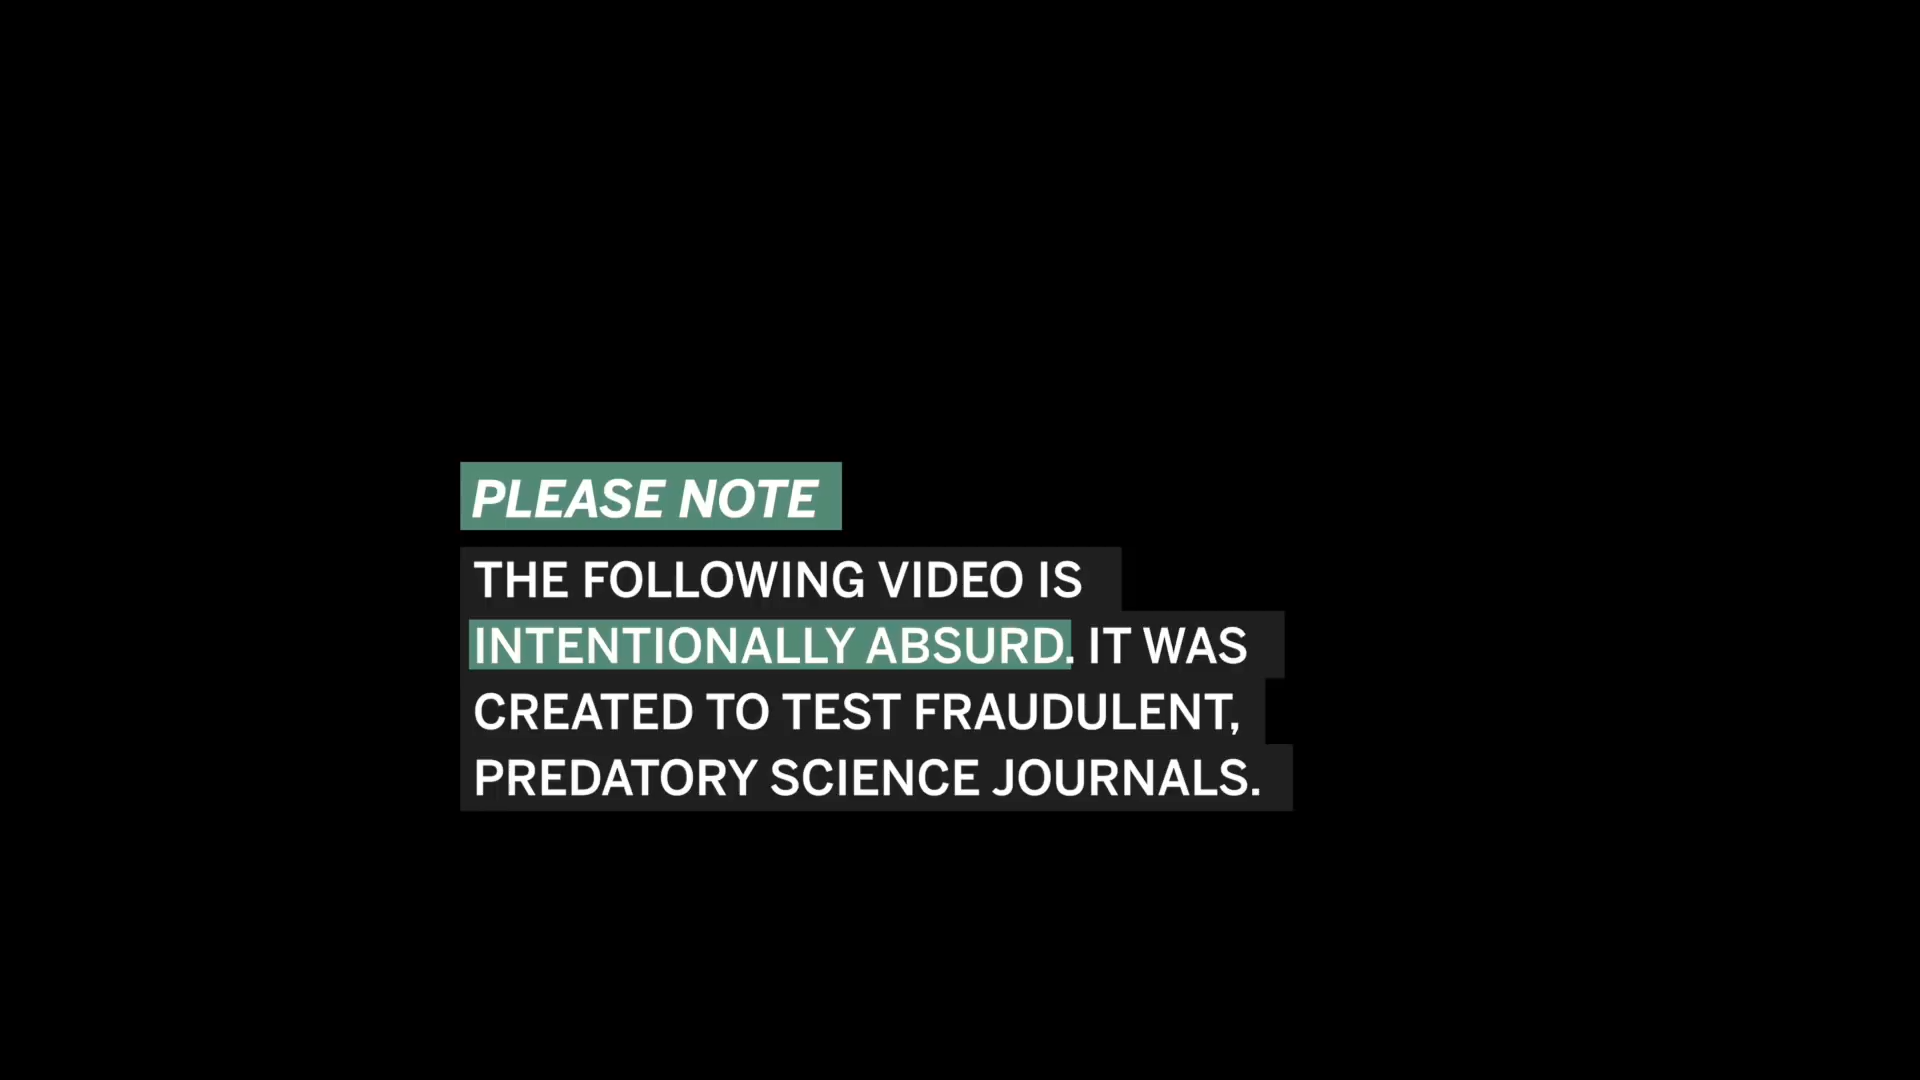 PLEASE NOTE
THE FOLLOWING VIDEO IS
INTENTIONALLY ABSURD. IT WAS
CREATED TO TEST FRAUDULENT,
PREDATORY SCIENCE JOURNALS.